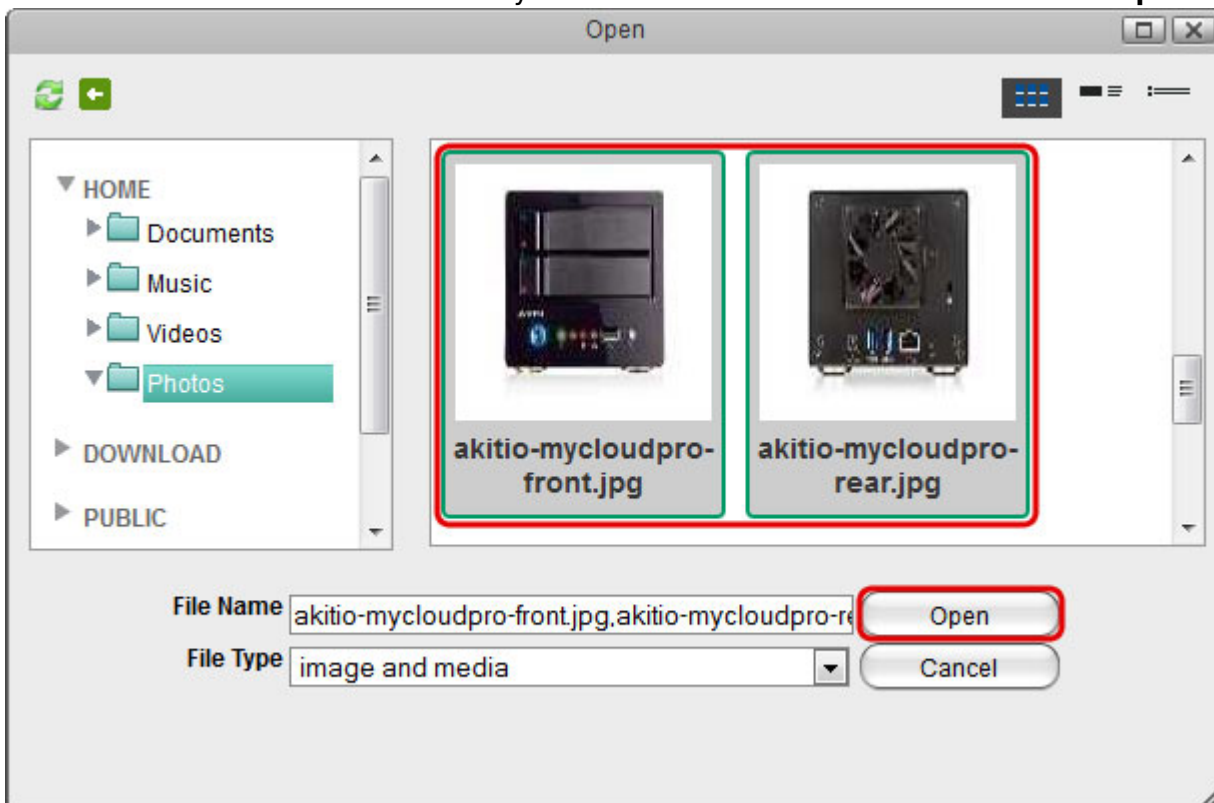 Open
HOME
Documents
Music
Videos
Photos
DOWNLOAD
PUBLIC
akitio-mycloudpro-
front.jpg
akitio-mycloudpro-
rear.jpg
File Name akitio-mycloudpro-front.jpg,akitio-mycloudpro-r Open
File Type image and media Cancel